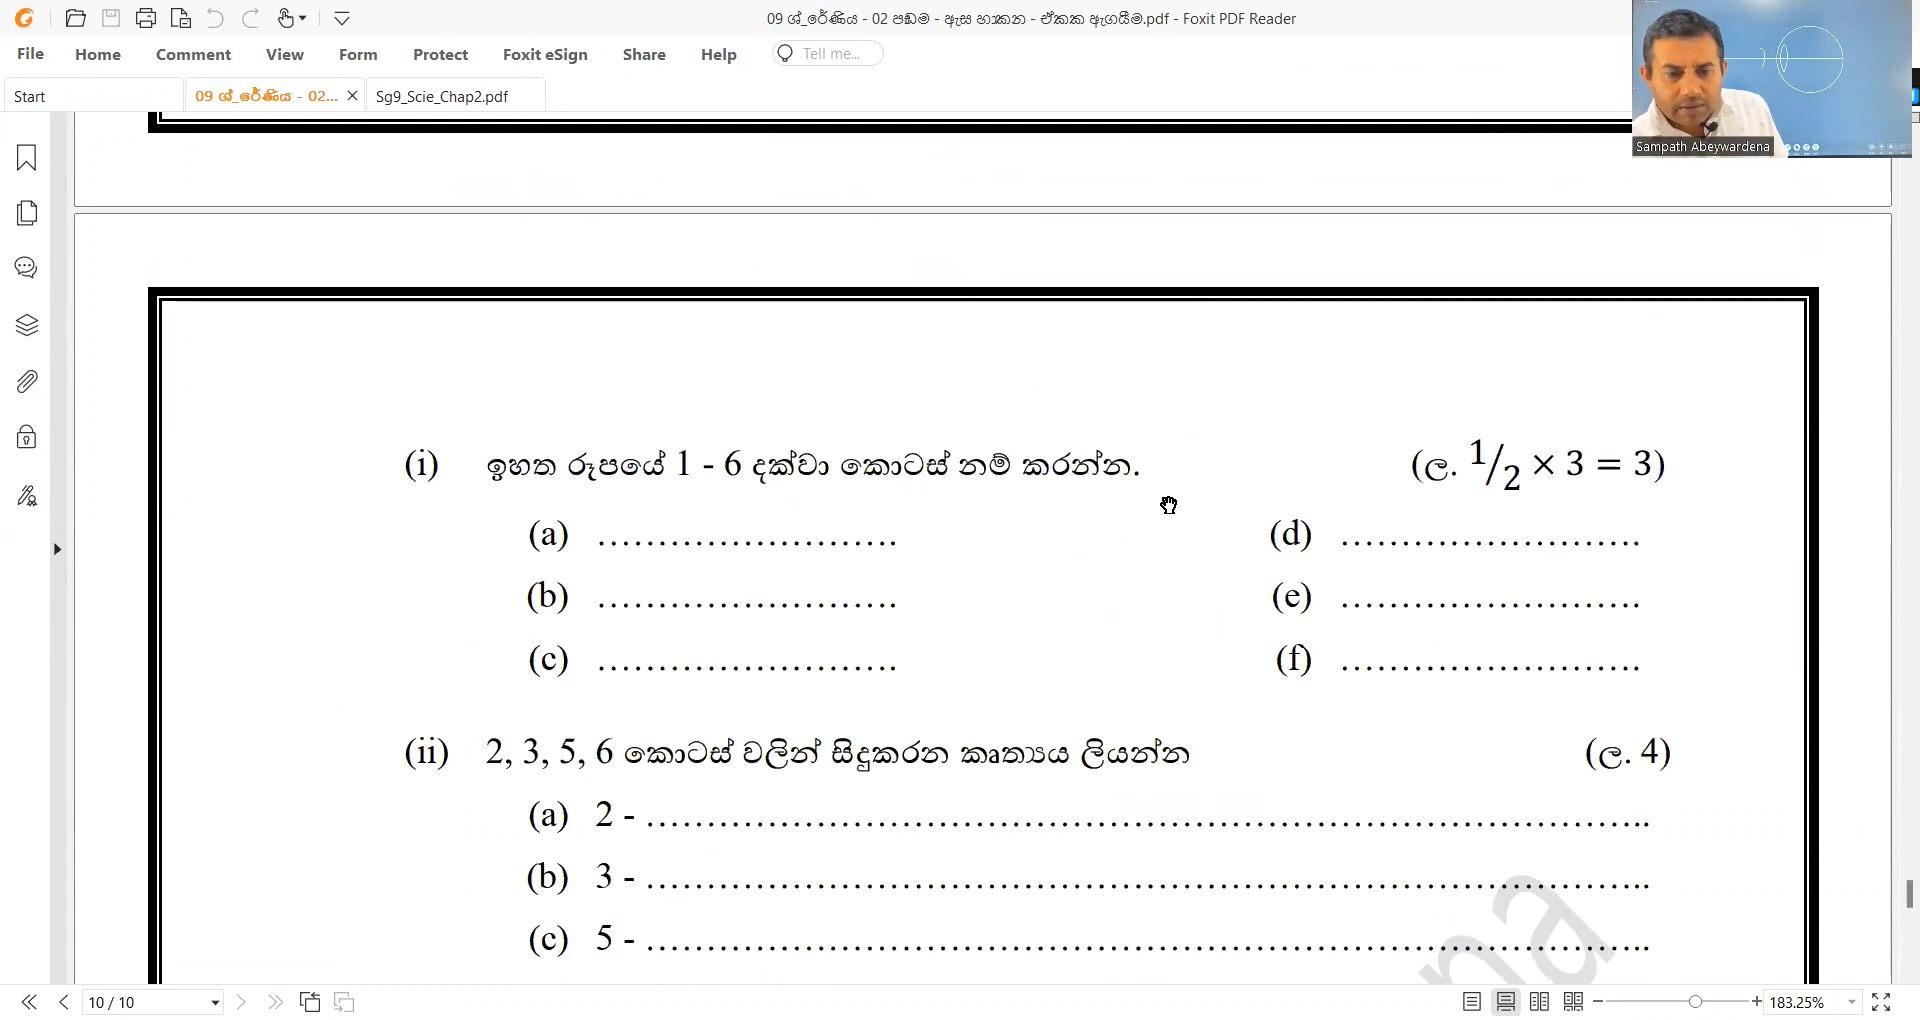 09 ශ්_රේණිය - 02 පාඩම - ඇස හා කන - ඒකක ඇගයීම.pdf - Foxit PDF Reader
File Home Comment View Form Protect Foxit eSign Share Help Tell me...
Start 09 ශ්_රේණිය - 02... Sg9_Scie_Chap2.pdf
Sampath Abeywardena
(i) ඉහත රූපයේ 1 - 6 දක්වා කොටස් නම් කරන්න. (ල. 1/2 × 3 = 3)
(a) ......................... (d) .........................
(b) ......................... (e) .........................
(c) ......................... (f) .........................
(ii) 2, 3, 5, 6 කොටස් වලින් සිදුකරන කෘත්‍යය ලියන්න (ල. 4)
(a) 2 - ...................................................................................
(b) 3 - ...................................................................................
(c) 5 - ...................................................................................
na
10 / 10 183.25%